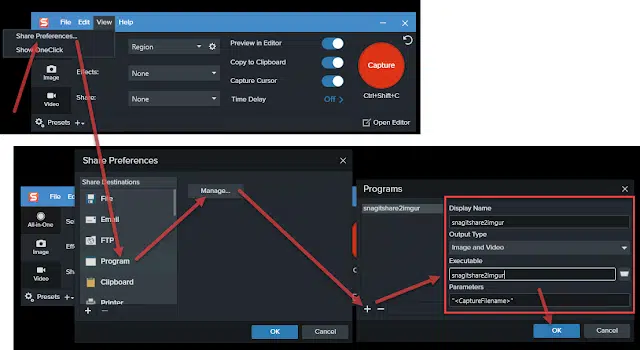 S File Edit View Help
Share Preferences...
Show OneClick
Region
Preview in Editor
Copy to Clipboard
Capture
Image
Effects:
None
Capture Cursor
Video
Share:
None
Time Delay
Off >
Ctrl+Shift+C
Presets + Open Editor
Share Preferences
Share Destinations
File
Email
FTP
Program
Clipboard
Printer
Manage...
+ −
OK Cancel
S File
Edit
All-in-One
Image
Video
Presets +
Programs
snagitshare2imgur
Display Name
snagitshare2imgur
Output Type
Image and Video
Executable
snagitshare2imgur
Parameters
"<CaptureFilename>"
+ −
OK Cancel